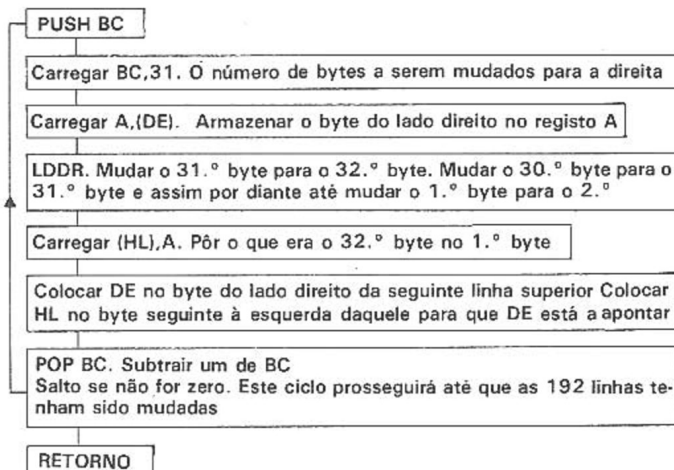 PUSH BC
Carregar BC,31. O número de bytes a serem mudados para a direita
Carregar A,(DE). Armazenar o byte do lado direito no registo A
LDDR. Mudar o 31.º byte para o 32.º byte. Mudar o 30.º byte para o
31.º byte e assim por diante até mudar o 1.º byte para o 2.º
Carregar (HL),A. Pôr o que era o 32.º byte no 1.º byte
Colocar DE no byte do lado direito da seguinte linha superior Colocar
HL no byte seguinte à esquerda daquele para que DE está a apontar
POP BC. Subtrair um de BC
Salto se não for zero. Este ciclo prosseguirá até que as 192 linhas te-
nham sido mudadas
RETORNO